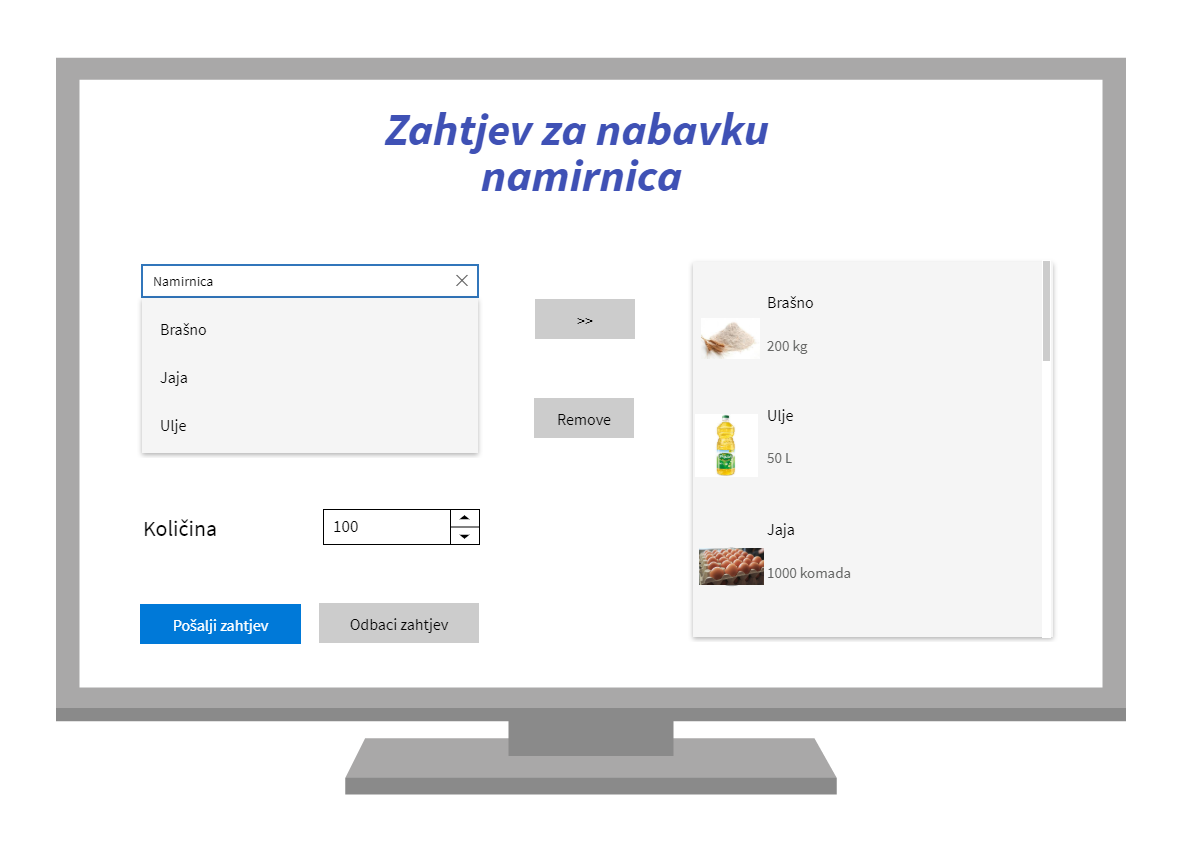 Zahtjev za nabavku
namirnica
Namirnica
Brašno
Jaja
Ulje
Količina
100
Pošalji zahtjev
Odbaci zahtjev
>>
Remove
Brašno
200 kg
Ulje
50 L
Jaja
1000 komada